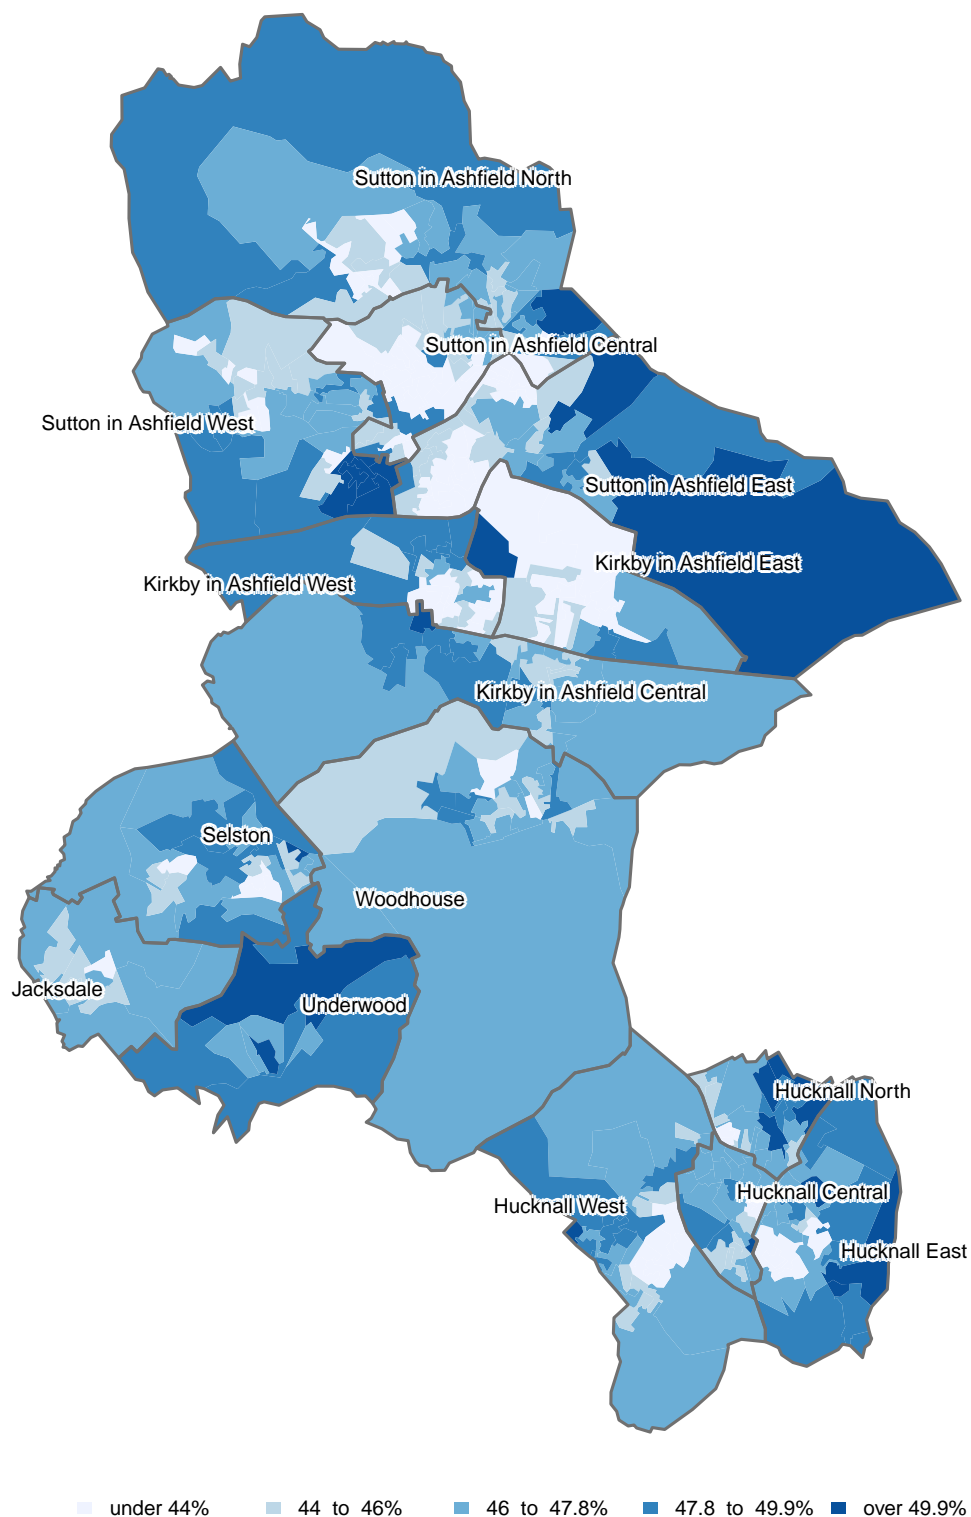 Sutton in Ashfield North
Sutton in Ashfield Central
Sutton in Ashfield West
Sutton in Ashfield East
Kirkby in Ashfield East
Kirkby in Ashfield West
Kirkby in Ashfield Central
Selston
Woodhouse
Jacksdale
Underwood
Hucknall North
Hucknall Central
Hucknall West
Hucknall East
under 44% 44 to 46% 46 to 47.8% 47.8 to 49.9% over 49.9%